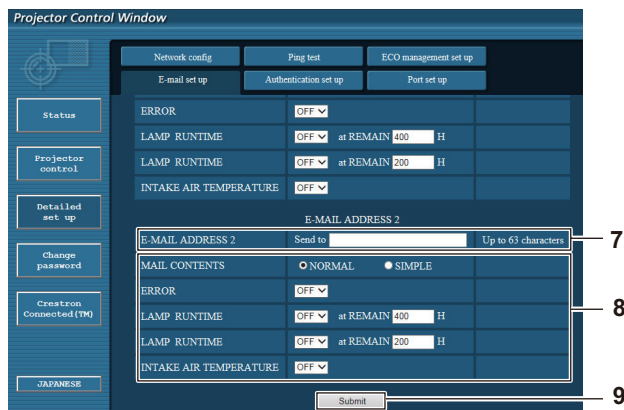 Projector Control Window
Network config Ping test ECO management set up
E-mail set up Authentication set up Port set up
Status
Projector control
Detailed set up
Change password
Crestron Connected(TM)
JAPANESE
ERROR OFF
LAMP RUNTIME OFF at REMAIN 400 H
LAMP RUNTIME OFF at REMAIN 200 H
INTAKE AIR TEMPERATURE OFF
E-MAIL ADDRESS 2
E-MAIL ADDRESS 2 Send to Up to 63 characters 7
MAIL CONTENTS NORMAL SIMPLE
ERROR OFF
LAMP RUNTIME OFF at REMAIN 400 H 8
LAMP RUNTIME OFF at REMAIN 200 H
INTAKE AIR TEMPERATURE OFF
Submit 9